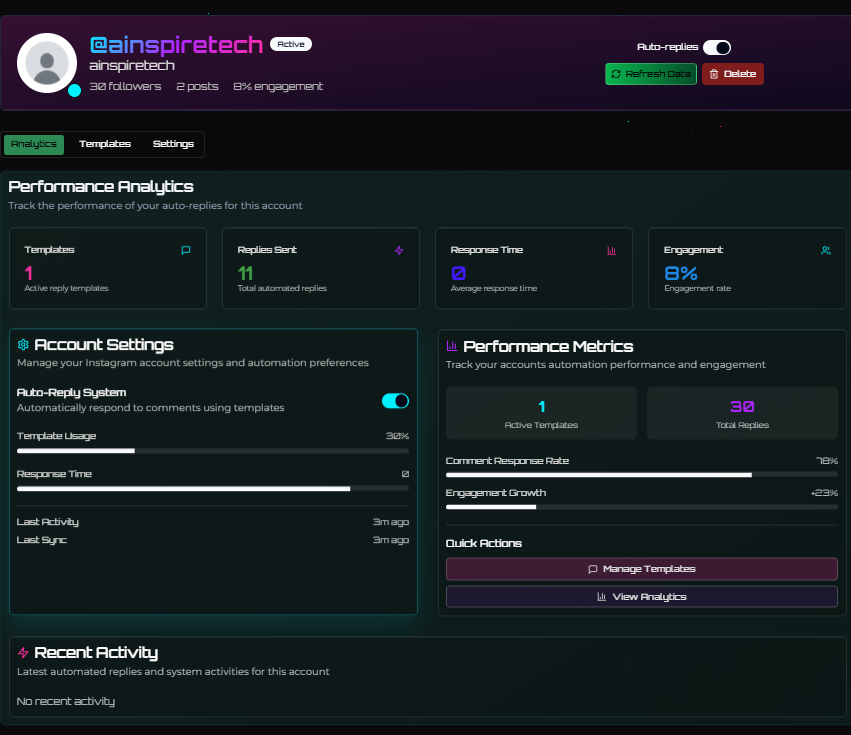 @ainspiretech Active
ainspiretech
30 followers 2 posts 8% engagement
Auto-replies
Refresh Data Delete
Analytics Templates Settings
Performance Analytics
Track the performance of your auto-replies for this account
Templates
1
Active reply templates
Replies Sent
11
Total automated replies
Response Time
0
Average response time
Engagement
8%
Engagement rate
Account Settings
Manage your Instagram account settings and automation preferences
Auto-Reply System
Automatically respond to comments using templates
Template Usage 30%
Response Time 0
Last Activity 3m ago
Last Sync 3m ago
Performance Metrics
Track your accounts automation performance and engagement
1
Active Templates
30
Total Replies
Comment Response Rate 78%
Engagement Growth +23%
Quick Actions
Manage Templates
View Analytics
Recent Activity
Latest automated replies and system activities for this account
No recent activity